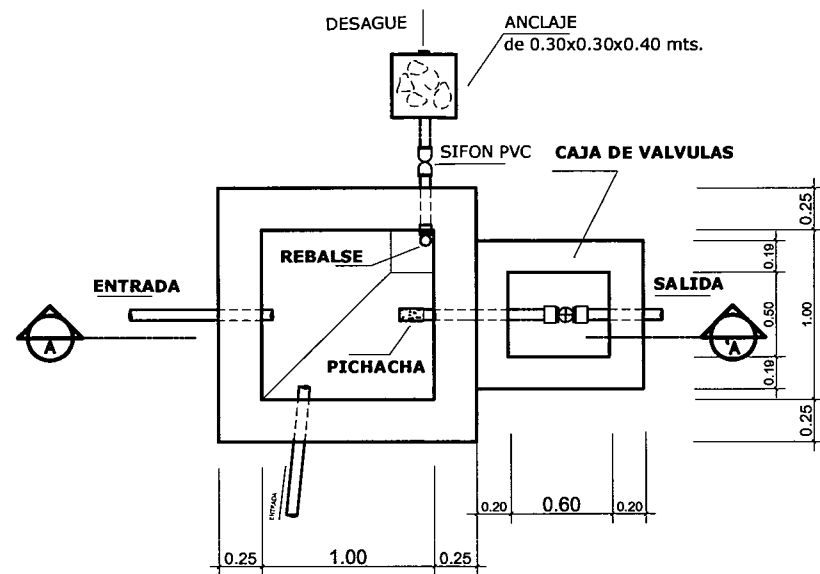 DESAGUE
ANCLAJE
de 0.30x0.30x0.40 mts.
SIFON PVC
CAJA DE VALVULAS
REBALSE
ENTRADA
SALIDA
PICHACHA
A
'A
ENTRADA
0.25
0.19
0.50
1.00
0.19
0.25
0.20
0.60
0.20
0.25
1.00
0.25